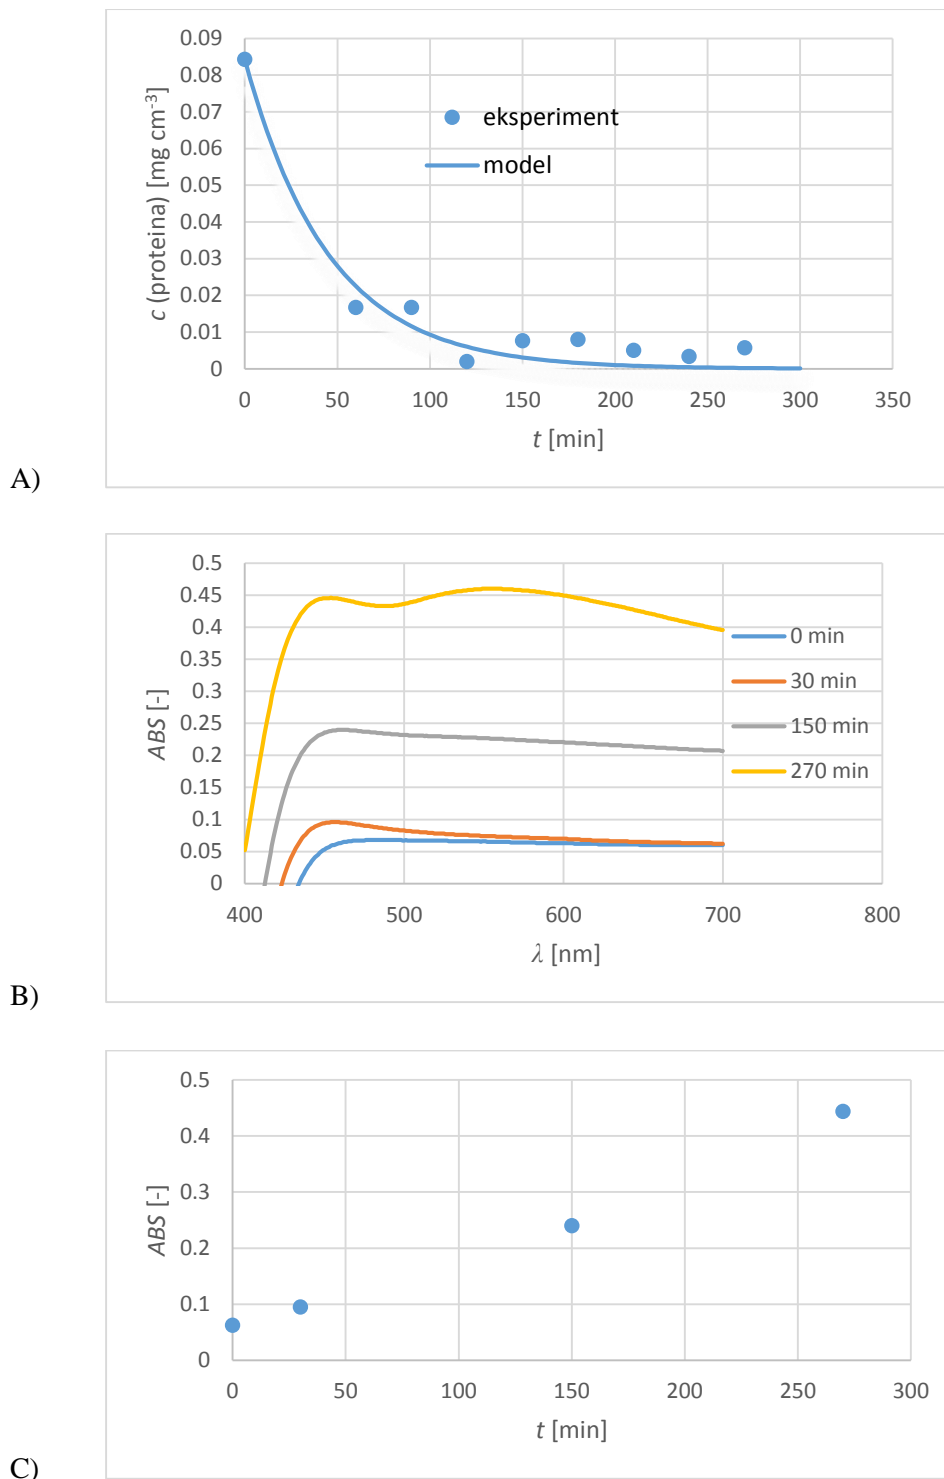 0.09
0.08
0.07
0.06
0.05
0.04
0.03
0.02
0.01
0
c (proteina) [mg cm-3]
eksperiment
model
0 50 100 150 200 250 300 350
t [min]
A)
0.5
0.45
0.4
0.35
0.3
0.25
0.2
0.15
0.1
0.05
0
ABS [-]
0 min
30 min
150 min
270 min
400 500 600 700 800
λ [nm]
B)
0.5
0.4
0.3
0.2
0.1
0
ABS [-]
0 50 100 150 200 250 300
t [min]
C)